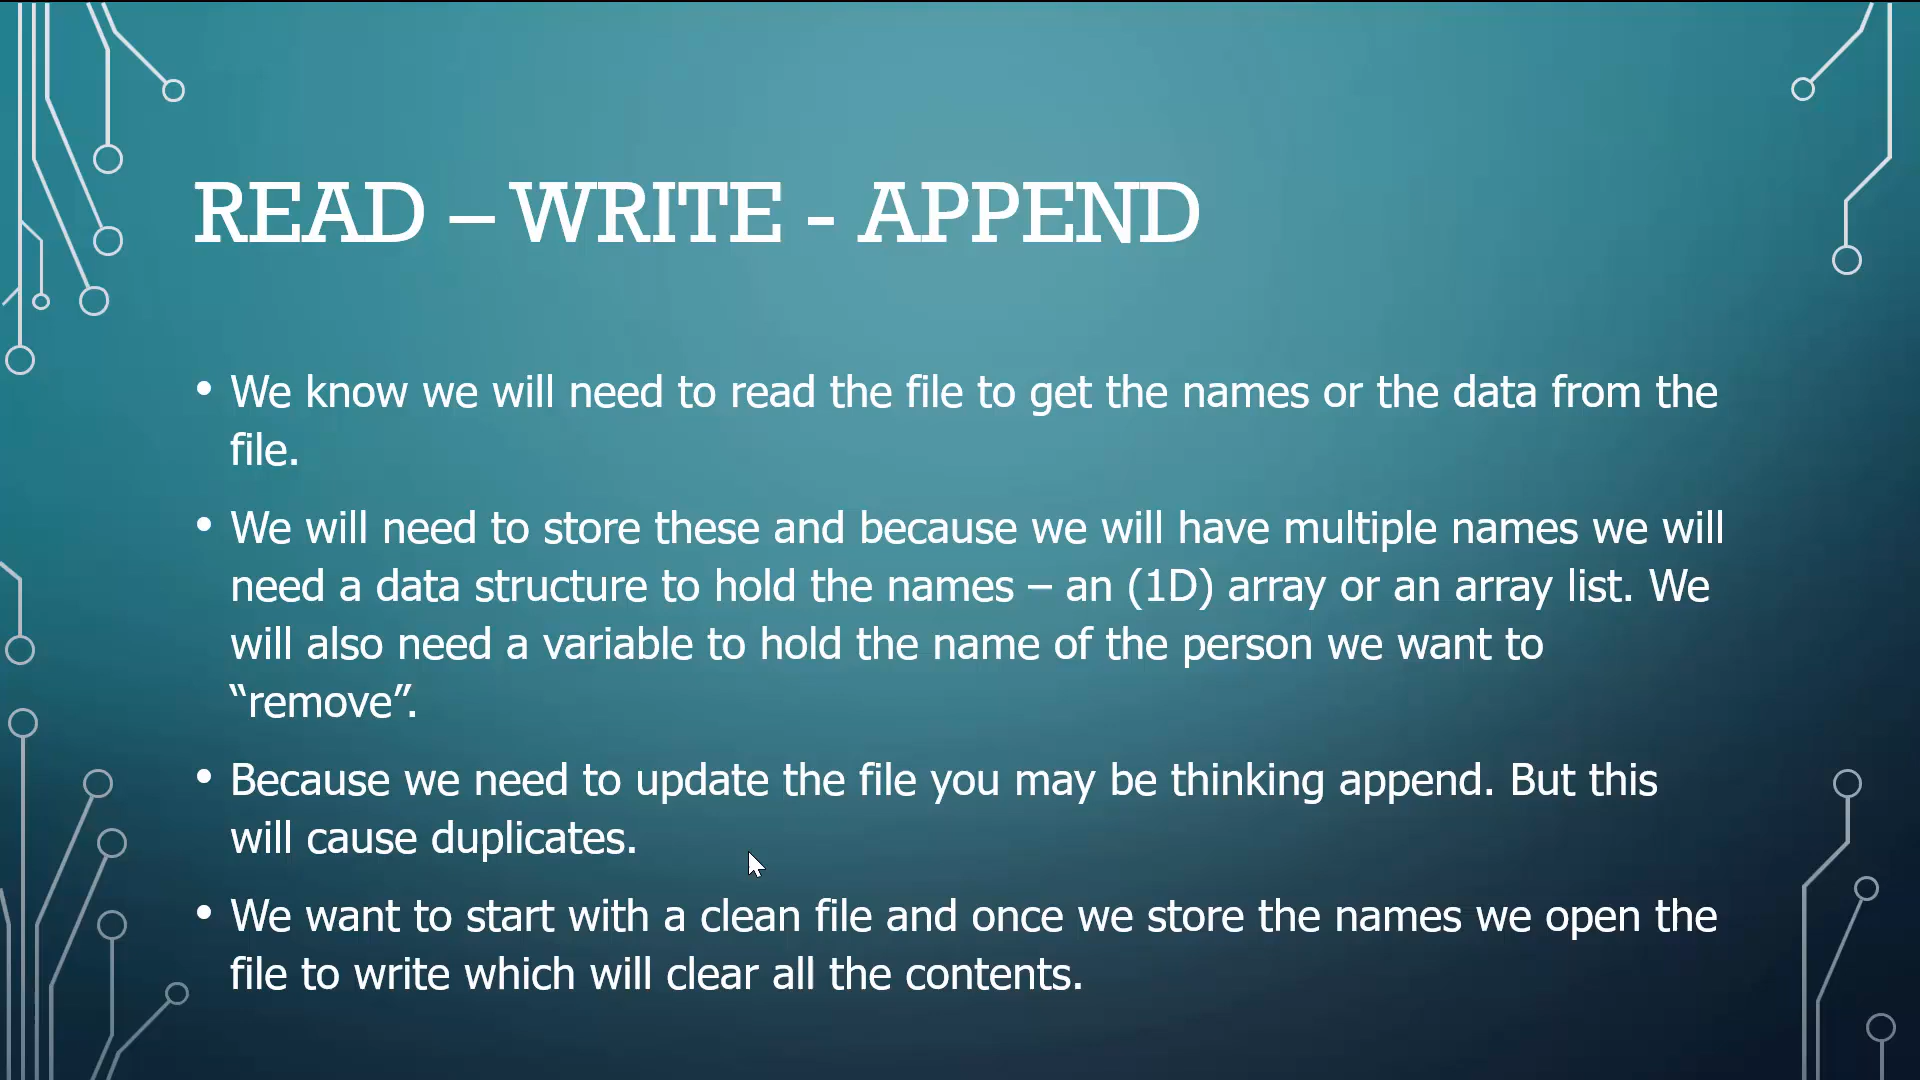 READ – WRITE - APPEND
• We know we will need to read the file to get the names or the data from the
file.
• We will need to store these and because we will have multiple names we will
need a data structure to hold the names – an (1D) array or an array list. We
will also need a variable to hold the name of the person we want to
“remove”.
• Because we need to update the file you may be thinking append. But this
will cause duplicates.
• We want to start with a clean file and once we store the names we open the
file to write which will clear all the contents.